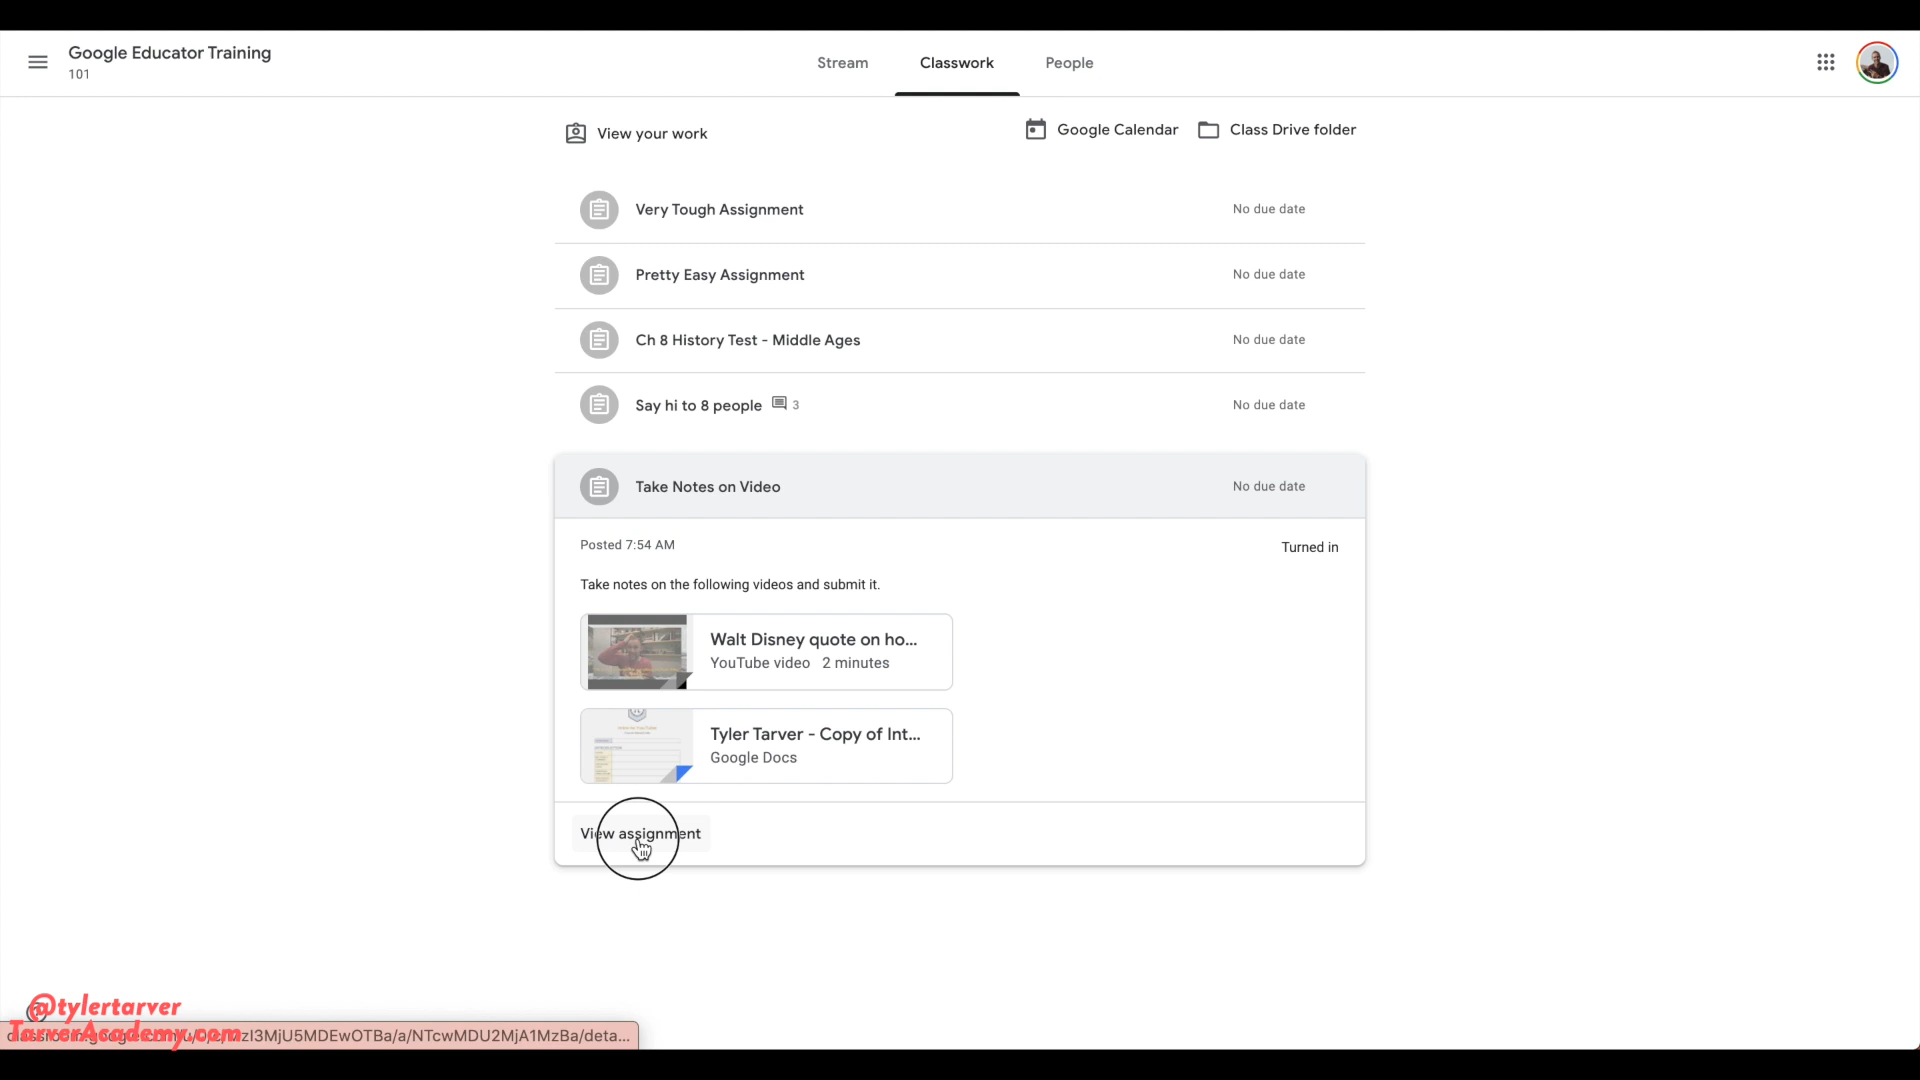 Google Educator Training
101
Stream
Classwork
People
View your work
Google Calendar
Class Drive folder
Very Tough Assignment
No due date
Pretty Easy Assignment
No due date
Ch 8 History Test - Middle Ages
No due date
Say hi to 8 people
3
No due date
Take Notes on Video
No due date
Posted 7:54 AM
Turned in
Take notes on the following videos and submit it.
Walt Disney quote on ho...
YouTube video 2 minutes
Tyler Tarver - Copy of Int...
Google Docs
View assignment
@tylertarver
TarverAcademy.com